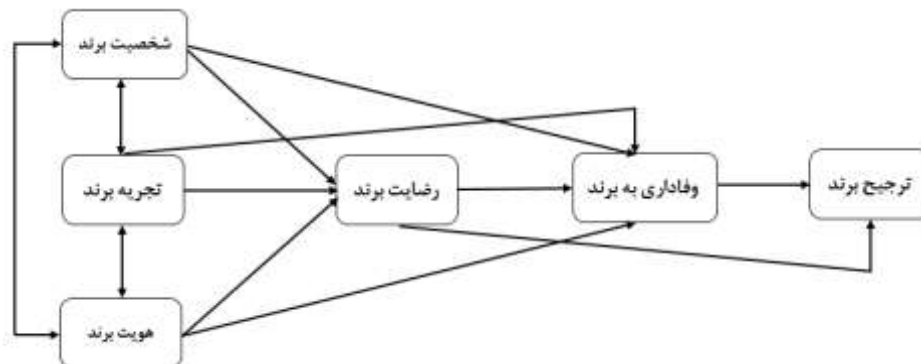 شخصیت برند
تجربه برند
رضایت برند
وفاداری به برند
ترجیح برند
هویت برند